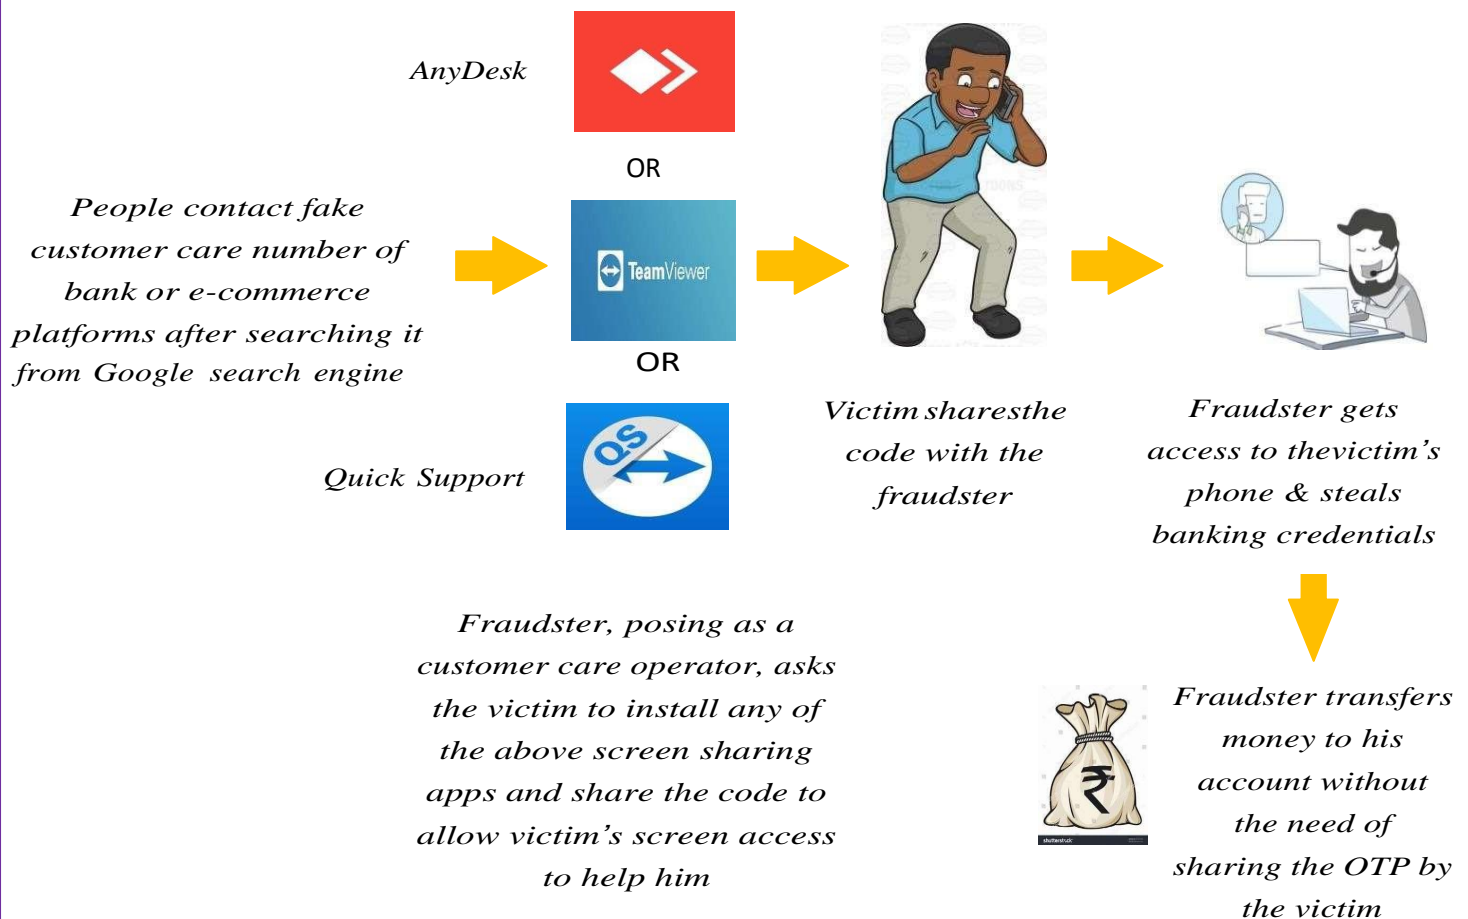 AnyDesk
OR
People contact fake
customer care number of
bank or e-commerce
platforms after searching it
from Google search engine
TeamViewer
OR
QS
Quick Support
Victim sharesthe
code with the
fraudster
Fraudster gets
access to thevictim's
phone & steals
banking credentials
Fraudster, posing as a
customer care operator, asks
the victim to install any of
the above screen sharing
apps and share the code to
allow victim's screen access
to help him
₹
shutterstock
Fraudster transfers
money to his
account without
the need of
sharing the OTP by
the victim